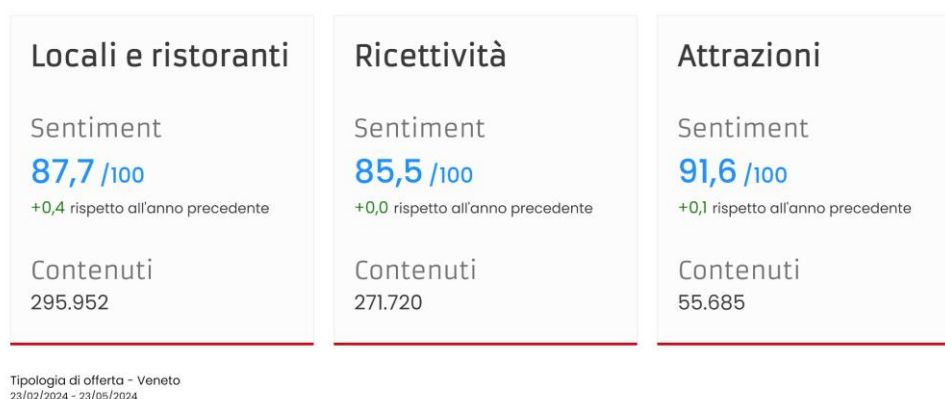 Locali e ristoranti
Sentiment
87,7 /100
+0,4 rispetto all'anno precedente
Contenuti
295.952
Ricettività
Sentiment
85,5 /100
+0,0 rispetto all'anno precedente
Contenuti
271.720
Attrazioni
Sentiment
91,6 /100
+0,1 rispetto all'anno precedente
Contenuti
55.685
Tipologia di offerta - Veneto
23/02/2024 - 23/05/2024